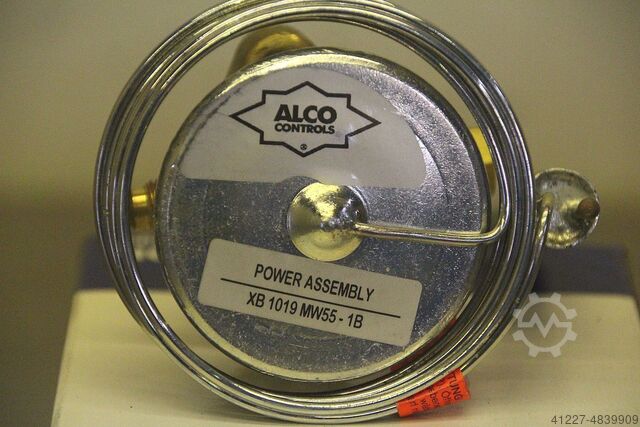 ALCO
CONTROLS
®
POWER ASSEMBLY
XB 1019 MW55 - 1B
41227-4839909